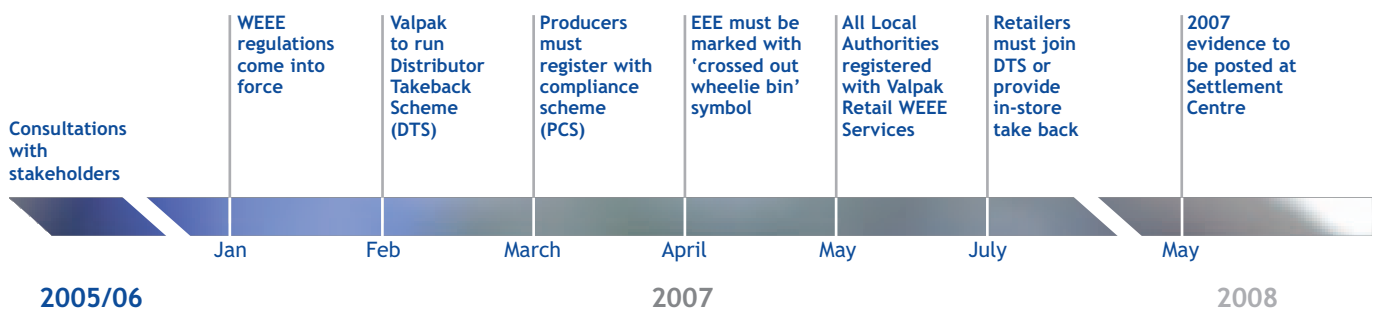 Consultations
with
stakeholders
WEEE
regulations
come into
force
Valpak
to run
Distributor
Takeback
Scheme
(DTS)
Producers
must
register with
compliance
scheme
(PCS)
EEE must be
marked with
‘crossed out
wheelie bin’
symbol
All Local
Authorities
registered
with Valpak
Retail WEEE
Services
Retailers
must join
DTS or
provide
in-store
take back
2007
evidence to
be posted at
Settlement
Centre
Jan
Feb
March
April
May
July
May
2005/06
2007
2008